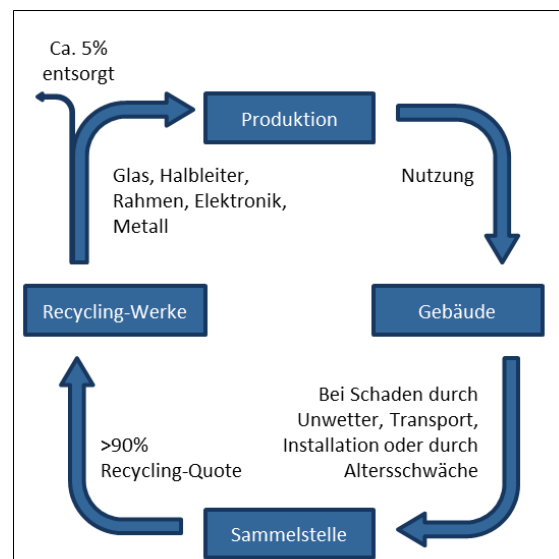 Ca. 5%
entsorgt
Produktion
Glas, Halbleiter,
Rahmen, Elektronik,
Metall
Nutzung
Recycling-Werke
Gebäude
Bei Schaden durch
Unwetter, Transport,
Installation oder durch
Altersschwäche
>90%
Recycling-Quote
Sammelstelle